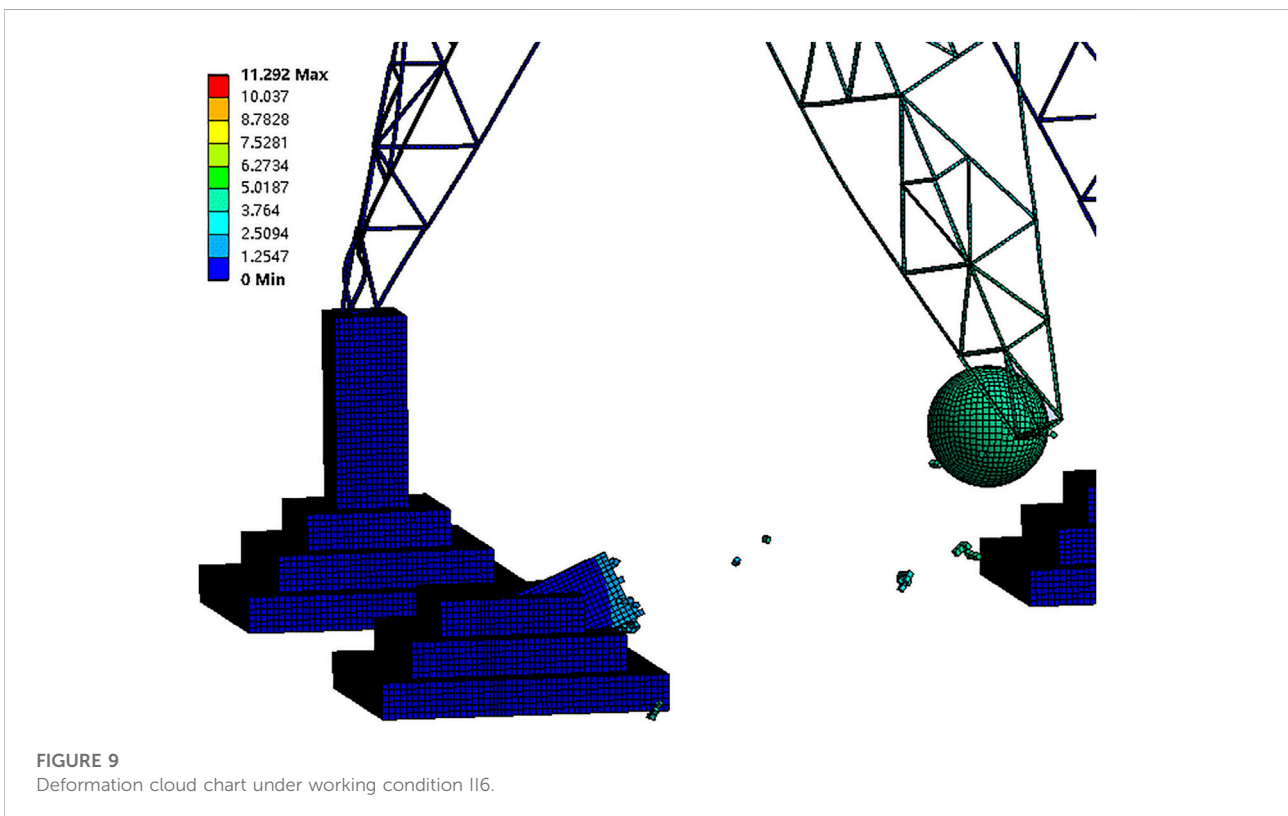 11.292 Max
10.037
8.7828
7.5281
6.2734
5.0187
3.764
2.5094
1.2547
0 Min
FIGURE 9
Deformation cloud chart under working condition II6.